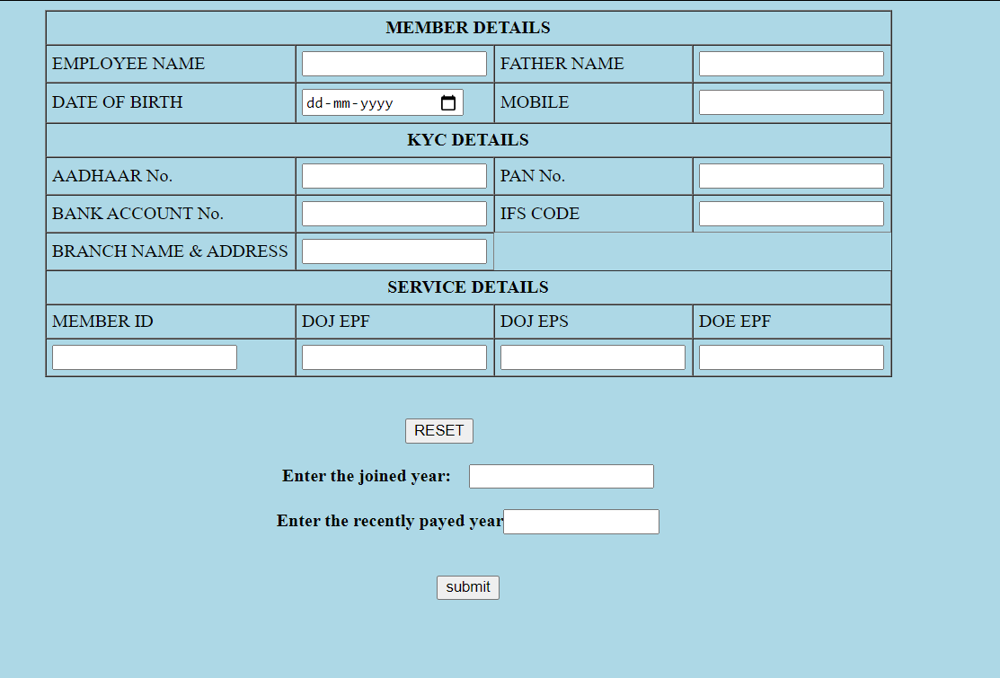 MEMBER DETAILS
EMPLOYEE NAME FATHER NAME
DATE OF BIRTH dd-mm-yyyy MOBILE
KYC DETAILS
AADHAAR No. PAN No.
BANK ACCOUNT No. IFS CODE
BRANCH NAME & ADDRESS
SERVICE DETAILS
MEMBER ID DOJ EPF DOJ EPS DOE EPF
RESET
Enter the joined year:
Enter the recently payed year
submit